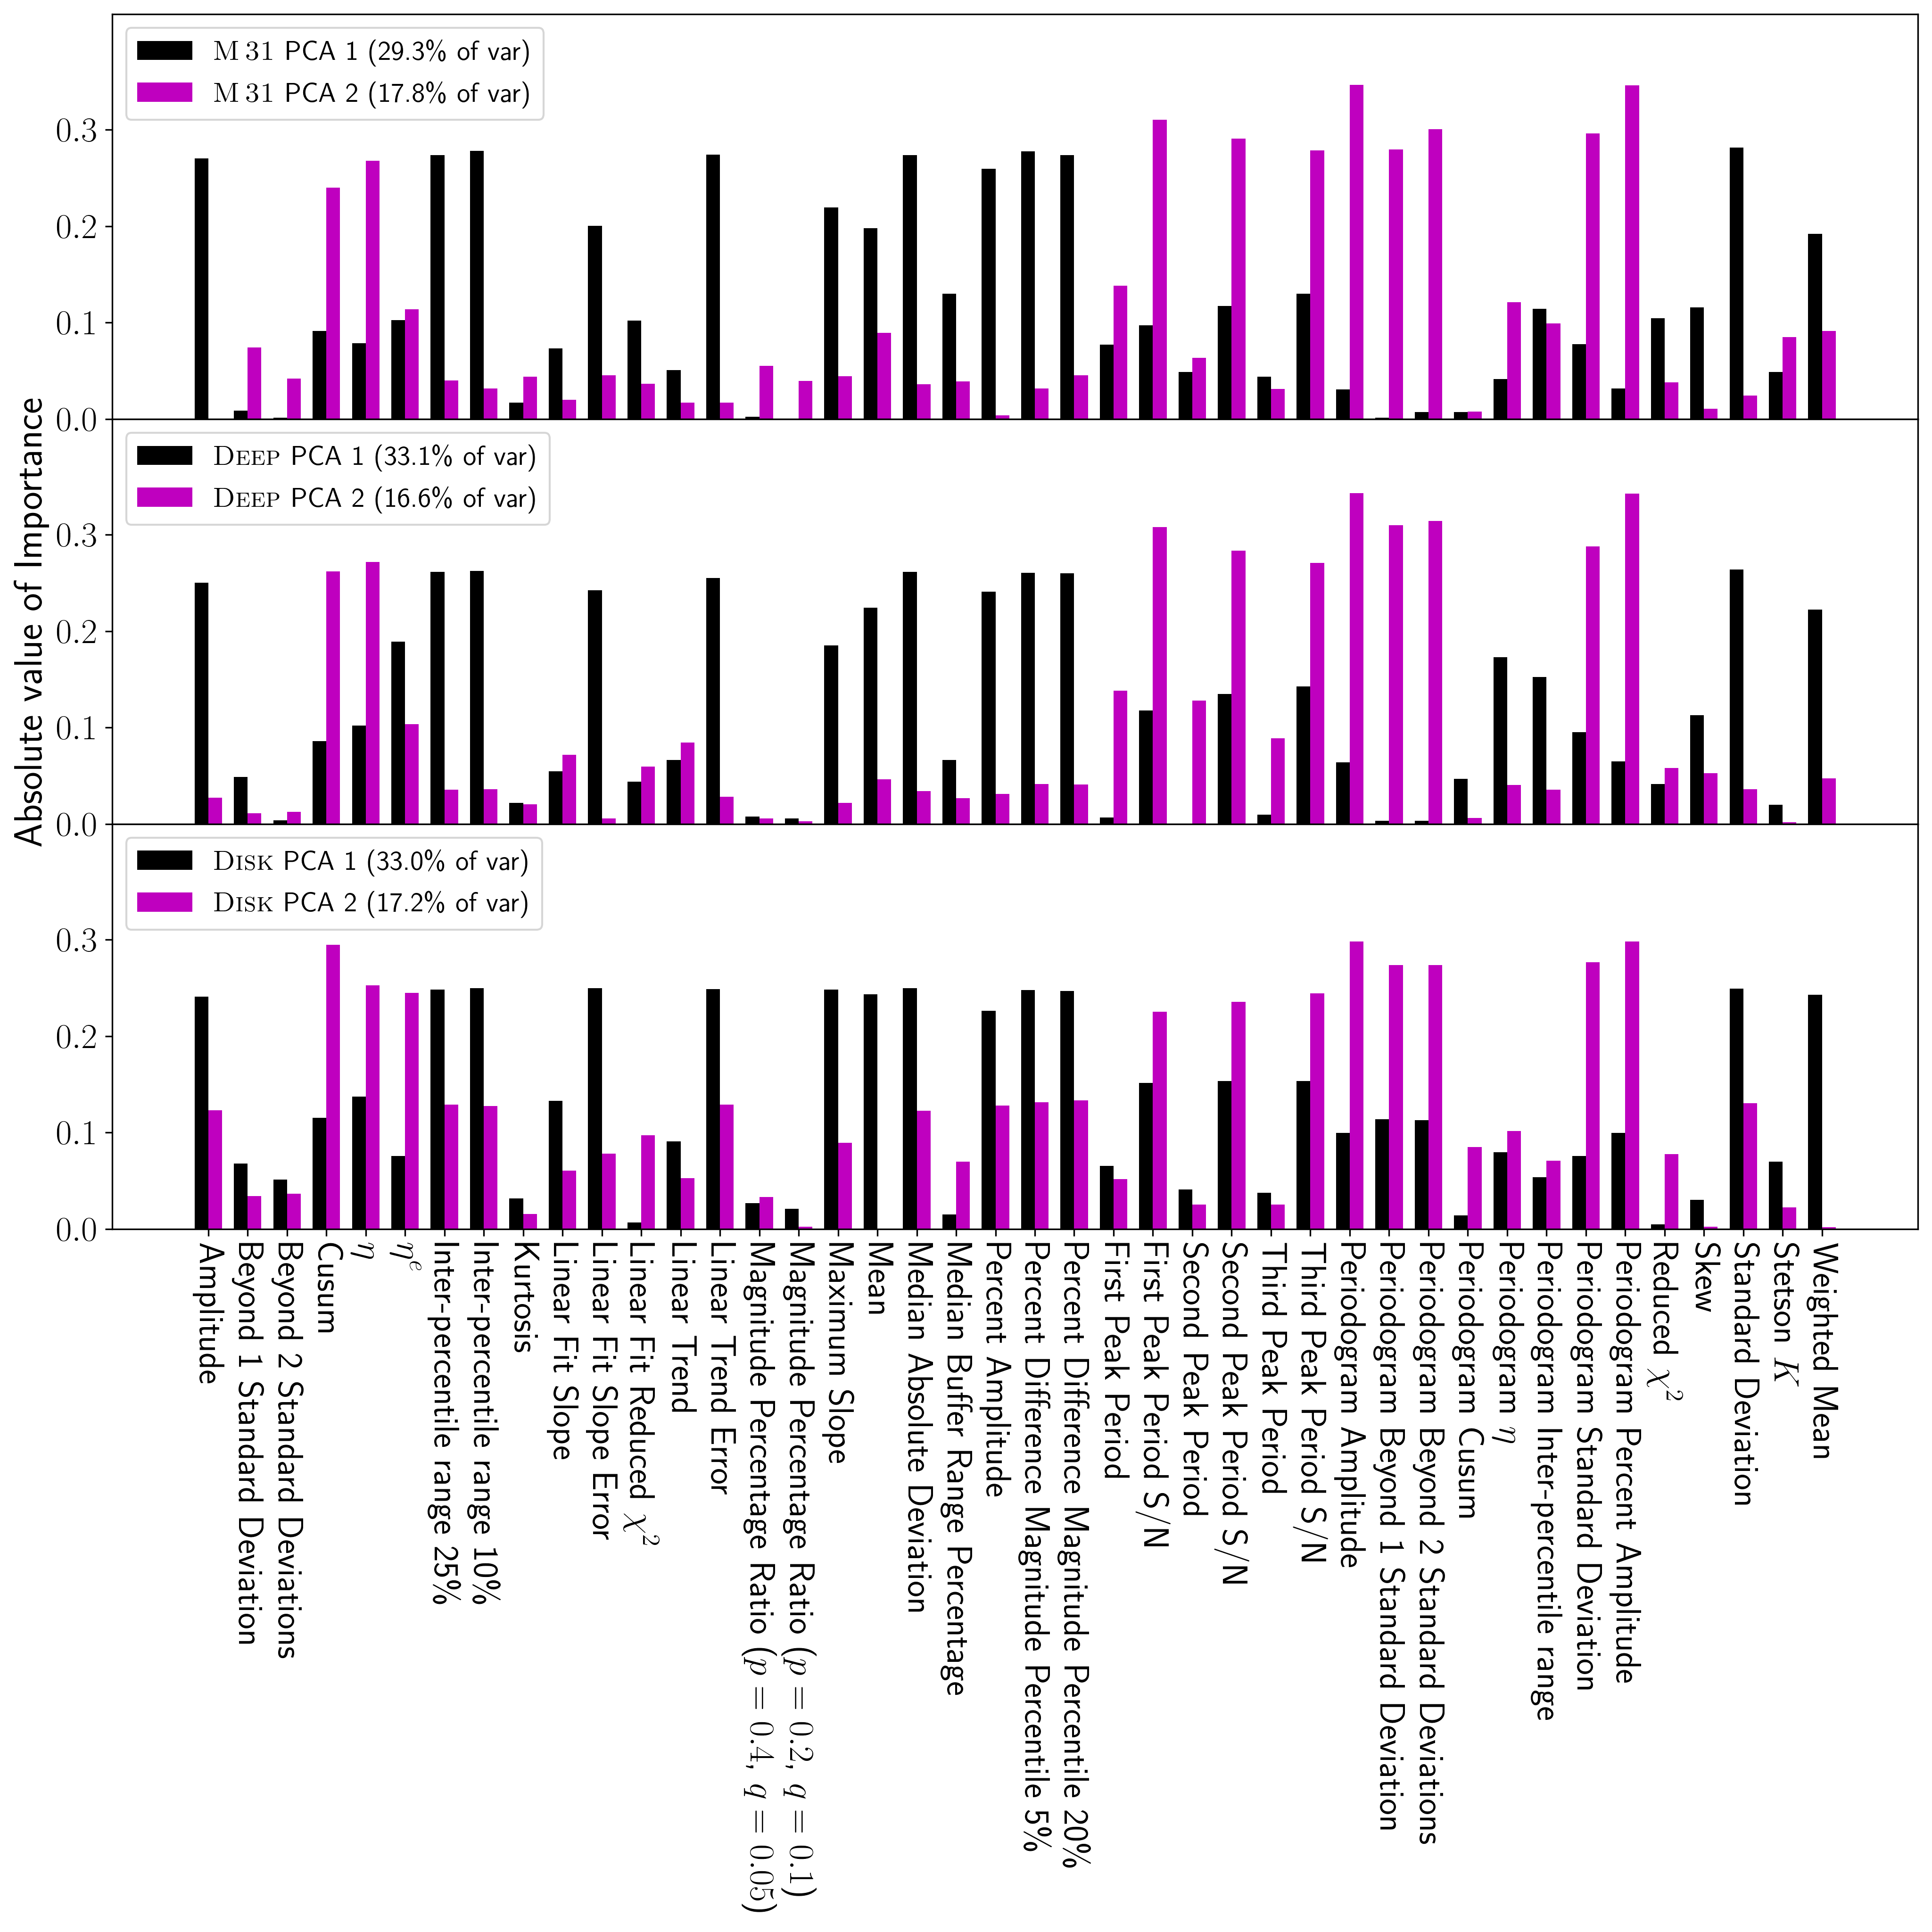 M 31 PCA 1 (29.3% of var)
M 31 PCA 2 (17.8% of var)
0.3
0.2
0.1
0.0
Deep PCA 1 (33.1% of var)
Deep PCA 2 (16.6% of var)
0.3
0.2
0.1
0.0
Disk PCA 1 (33.0% of var)
Disk PCA 2 (17.2% of var)
0.3
0.2
0.1
0.0
Absolute value of Importance
Amplitude
Beyond 1 Standard Deviation
Beyond 2 Standard Deviations
Cusum
η
η^e
Inter-percentile range 25%
Inter-percentile range 10%
Kurtosis
Linear Fit Slope
Linear Fit Slope Error
Linear Fit Reduced χ²
Linear Trend
Linear Trend Error
Magnitude Percentage Ratio (p = 0.4, q = 0.05)
Magnitude Percentage Ratio (p = 0.2, q = 0.1)
Maximum Slope
Mean
Median Absolute Deviation
Median Buffer Range Percentage
Percent Amplitude
Percent Difference Magnitude Percentile 5%
Percent Difference Magnitude Percentile 20%
First Peak Period
First Peak Period S/N
Second Peak Period
Second Peak Period S/N
Third Peak Period
Third Peak Period S/N
Periodogram Amplitude
Periodogram Beyond 1 Standard Deviation
Periodogram Beyond 2 Standard Deviations
Periodogram Cusum
Periodogram η
Periodogram Inter-percentile range
Periodogram Standard Deviation
Periodogram Percent Amplitude
Reduced χ²
Skew
Standard Deviation
Stetson K
Weighted Mean